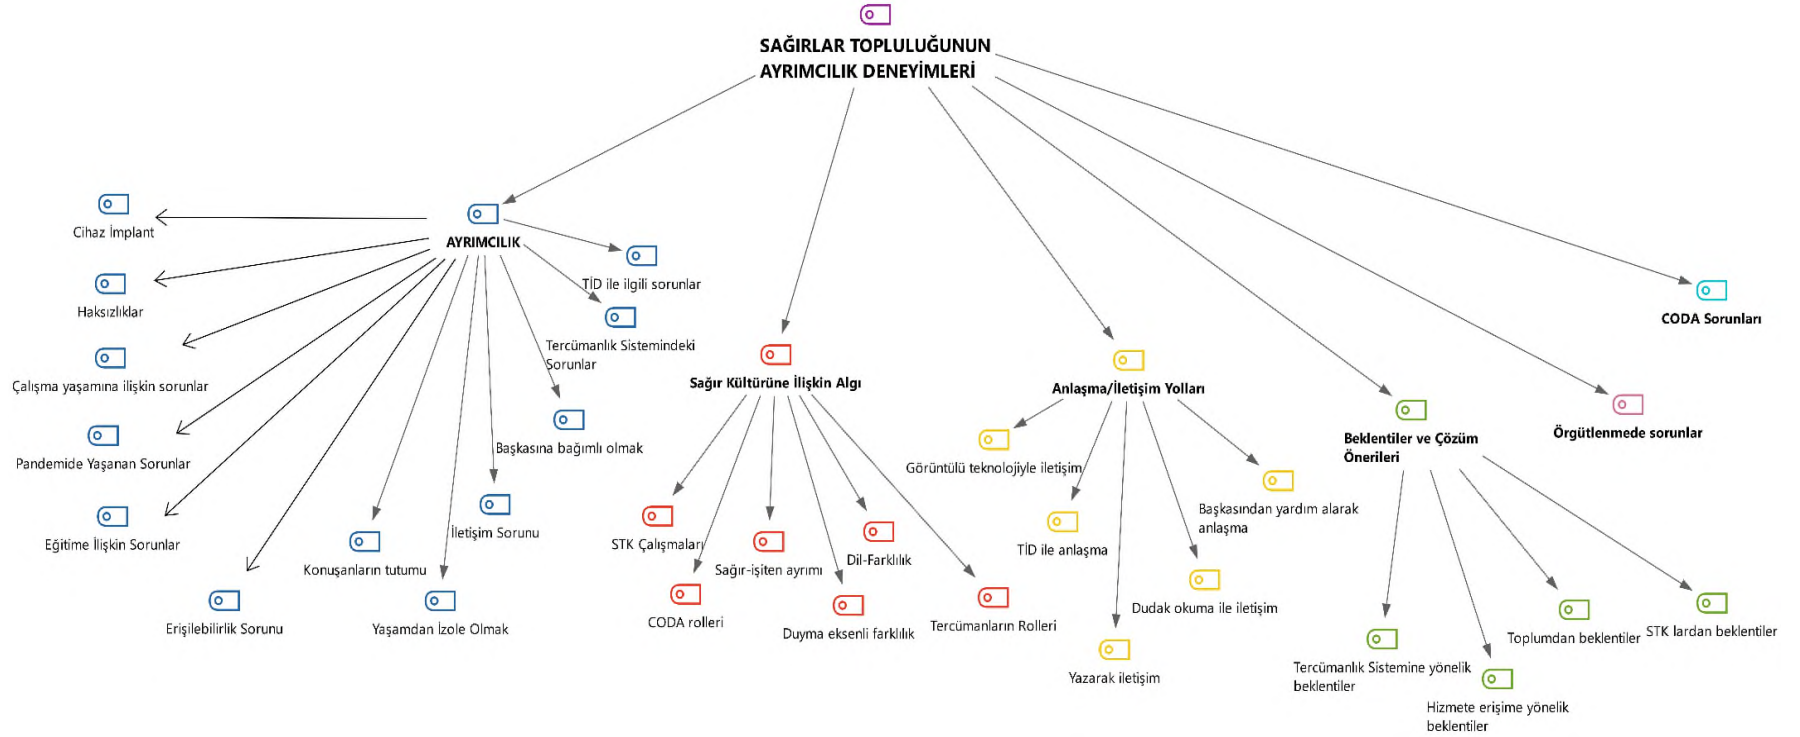 SAĞIRLAR TOPLULUĞUNUN
AYRIMCILIK DENEYİMLERİ
AYRIMCILIK
Cihaz İmplant
Haksızlıklar
Çalışma yaşamına ilişkin sorunlar
Pandemide Yaşanan Sorunlar
Eğitime İlişkin Sorunlar
Erişilebilirlik Sorunu
Konuşanların tutumu
Yaşamdan İzole Olmak
İletişim Sorunu
Başkasına bağımlı olmak
Tercümanlık Sistemindeki
Sorunlar
TİD ile ilgili sorunlar
Sağır Kültürüne İlişkin Algı
STK Çalışmaları
CODA rolleri
Sağır-işiten ayrımı
Duyma eksenli farklılık
Dil-Farklılık
Tercümanların Rolleri
Anlaşma/İletişim Yolları
Görüntülü teknolojiyle iletişim
TİD ile anlaşma
Yazarak iletişim
Dudak okuma ile iletişim
Başkasından yardım alarak
anlaşma
Beklentiler ve Çözüm
Önerileri
Tercümanlık Sistemine yönelik
beklentiler
Hizmete erişime yönelik
beklentiler
Toplumdan beklentiler
STK lardan beklentiler
Örgütlenmede sorunlar
CODA Sorunları